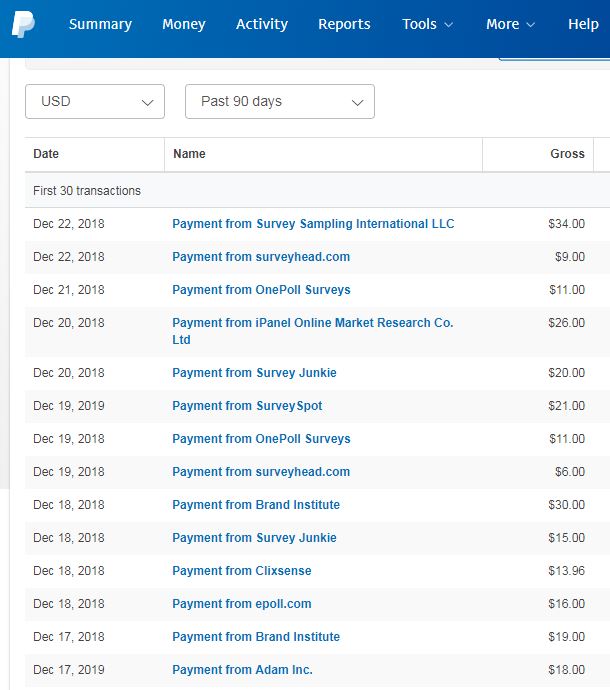 Summary Money Activity Reports Tools More Help
USD Past 90 days
Date Name Gross
First 30 transactions
Dec 22, 2018 Payment from Survey Sampling International LLC $34.00
Dec 22, 2018 Payment from surveyhead.com $9.00
Dec 21, 2018 Payment from OnePoll Surveys $11.00
Dec 20, 2018 Payment from iPanel Online Market Research Co. $26.00
Ltd
Dec 20, 2018 Payment from Survey Junkie $20.00
Dec 19, 2019 Payment from SurveySpot $21.00
Dec 19, 2018 Payment from OnePoll Surveys $11.00
Dec 19, 2018 Payment from surveyhead.com $6.00
Dec 18, 2018 Payment from Brand Institute $30.00
Dec 18, 2018 Payment from Survey Junkie $15.00
Dec 18, 2018 Payment from Clixsense $13.96
Dec 18, 2018 Payment from epoll.com $16.00
Dec 17, 2018 Payment from Brand Institute $19.00
Dec 17, 2019 Payment from Adam Inc. $18.00